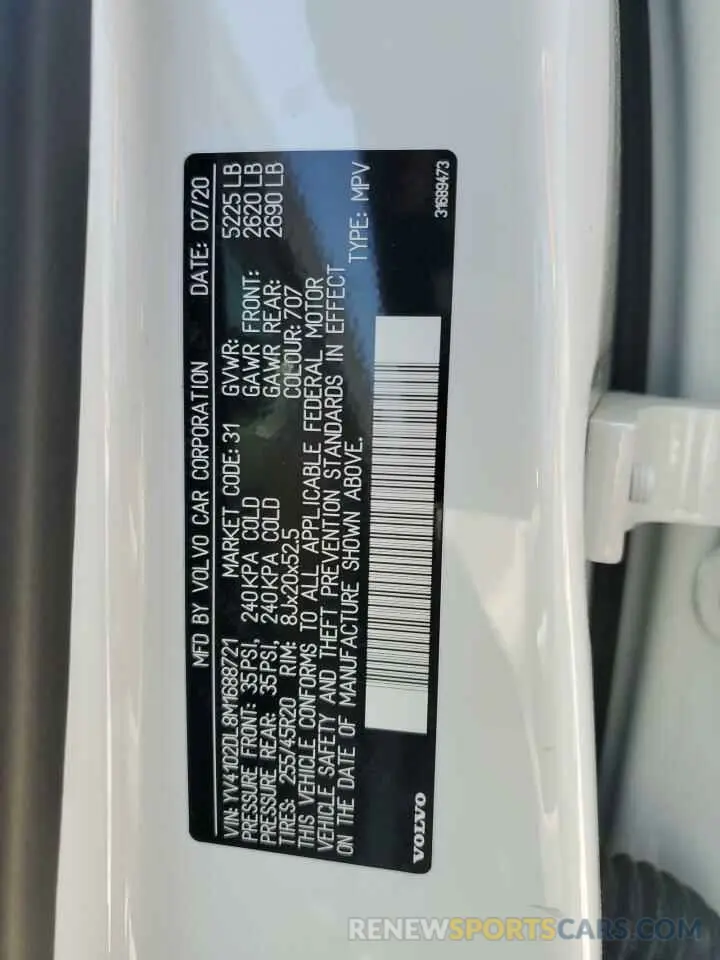 MFD BY VOLVO CAR CORPORATION DATE: 07/20
VIN: YV4102DL8M1688721 MARKET CODE: 31 GVWR: 5225 LB
PRESSURE FRONT: 35PSI, 240KPA COLD GAWR FRONT: 2620 LB
PRESSURE REAR: 35PSI, 240KPA COLD GAWR REAR: 2690 LB
TIRES: 255/45R20 RIM: 8Jx20x52.5 COLOUR: 707
THIS VEHICLE CONFORMS TO ALL APPLICABLE FEDERAL MOTOR
VEHICLE SAFETY AND THEFT PREVENTION STANDARDS IN EFFECT
ON THE DATE OF MANUFACTURE SHOWN ABOVE. TYPE: MPV
VOLVO 31689473
RENEWSPORTSCARS.COM